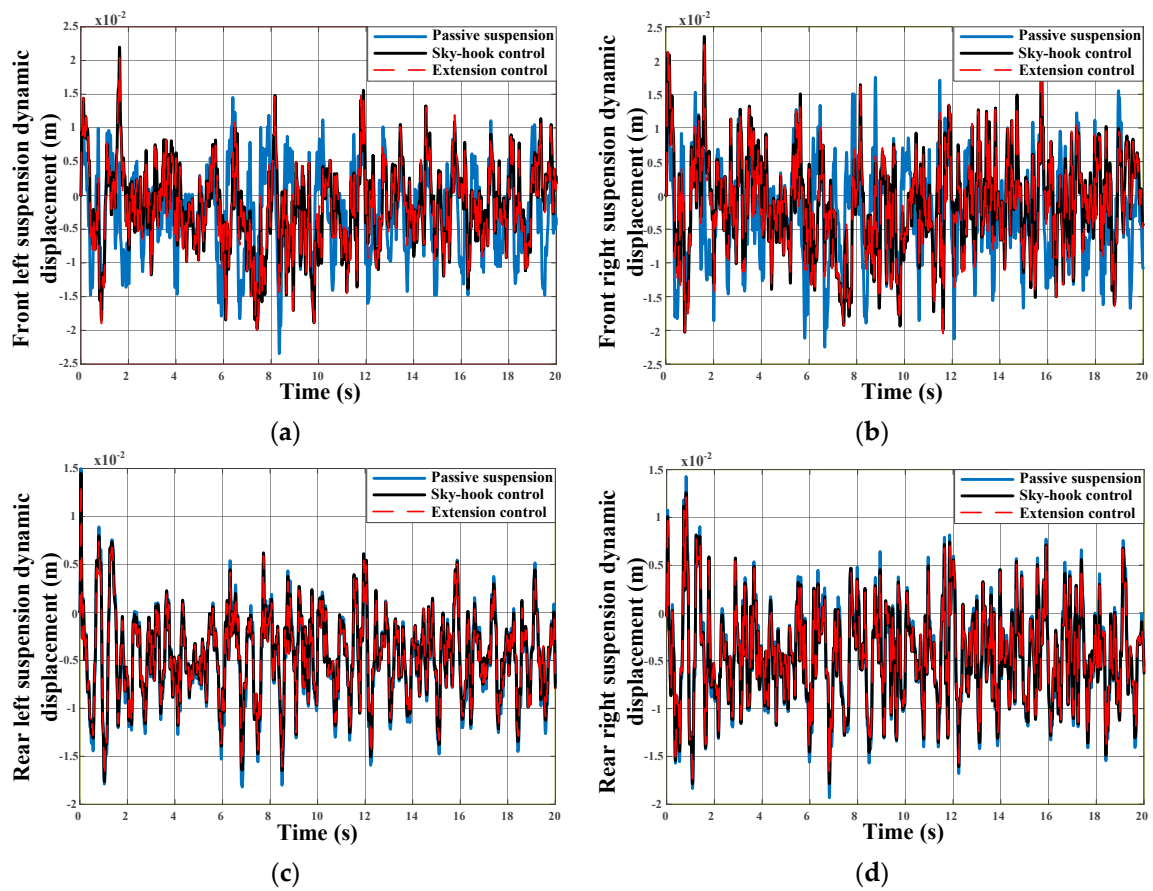 x10-2
2.5
2
1.5
1
0.5
0
-0.5
-1
-1.5
-2
-2.5
Front left suspension dynamic
displacement (m)
Passive suspension
Sky-hook control
Extension control
0 2 4 6 8 10 12 14 16 18 20
Time (s)
(a)
x10-2
2.5
2
1.5
1
0.5
0
-0.5
-1
-1.5
-2
-2.5
Front right suspension dynamic
displacement (m)
Passive suspension
Sky-hook control
Extension control
0 2 4 6 8 10 12 14 16 18 20
Time (s)
(b)
x10-2
1.5
1
0.5
0
-0.5
-1
-1.5
-2
Rear left suspension dynamic
displacement (m)
Passive suspension
Sky-hook control
Extension control
0 2 4 6 8 10 12 14 16 18 20
Time (s)
(c)
x10-2
1.5
1
0.5
0
-0.5
-1
-1.5
-2
Rear right suspension dynamic
displacement (m)
Passive suspension
Sky-hook control
Extension control
0 2 4 6 8 10 12 14 16 18 20
Time (s)
(d)